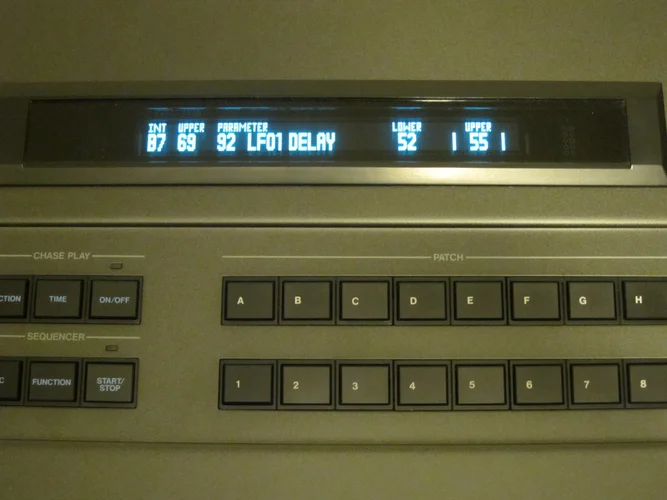 INT UPPER PARAMETER LOWER UPPER
B7 69 92 LFO1 DELAY 52 | 55 |
CHASE PLAY PATCH
CTION TIME ON/OFF A B C D E F G H
SEQUENCER
C FUNCTION START/STOP 1 2 3 4 5 6 7 8